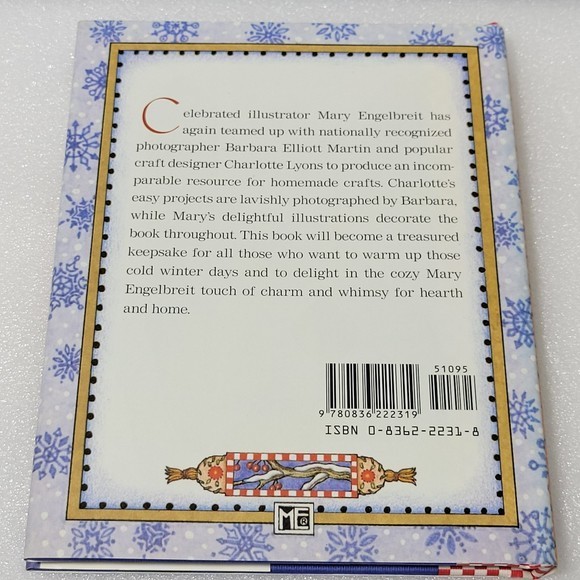 Celebrated illustrator Mary Engelbreit has
again teamed up with nationally recognized
photographer Barbara Elliott Martin and popular
craft designer Charlotte Lyons to produce an incom-
parable resource for homemade crafts. Charlotte's
easy projects are lavishly photographed by Barbara,
while Mary's delightful illustrations decorate the
book throughout. This book will become a treasured
keepsake for all those who want to warm up those
cold winter days and to delight in the cozy Mary
Engelbreit touch of charm and whimsy for hearth
and home.
51095
9 780836 222319
ISBN 0-8362-2231-8
ME®